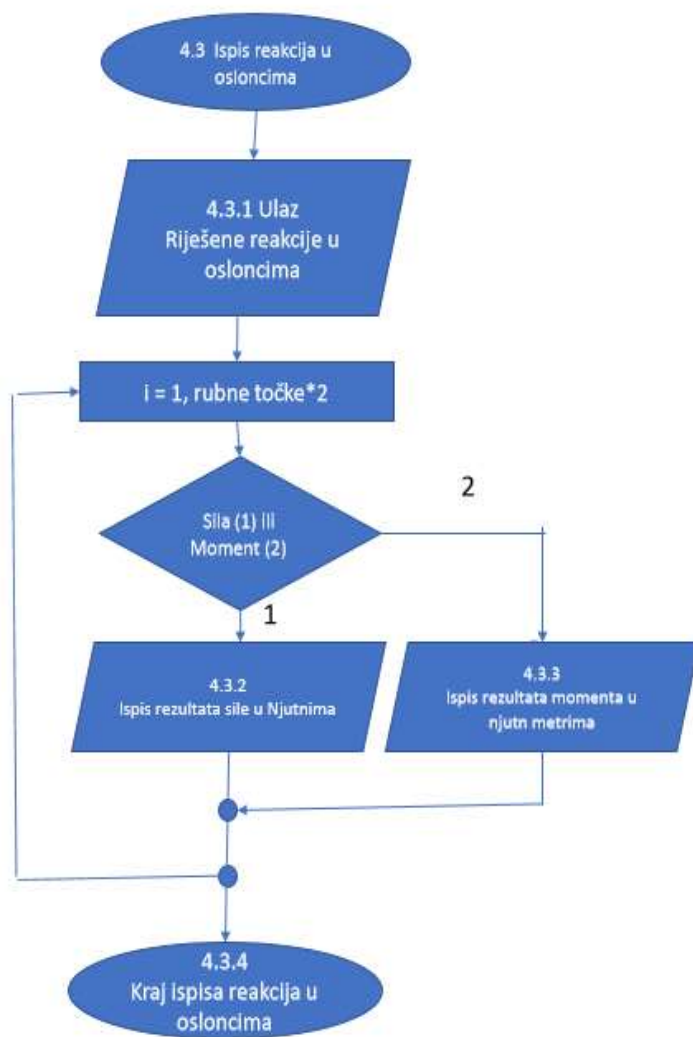 4.3 Ispis reakcija u
osloncima
4.3.1 Ulaz
Riješene reakcije u
osloncima
i = 1, rubne točke*2
Sila (1) ili
Moment (2)
2
1
4.3.2
Ispis rezultata sile u Njutnima
4.3.3
Ispis rezultata momenta u
njutn metrima
4.3.4
Kraj ispisa reakcija u
osloncima